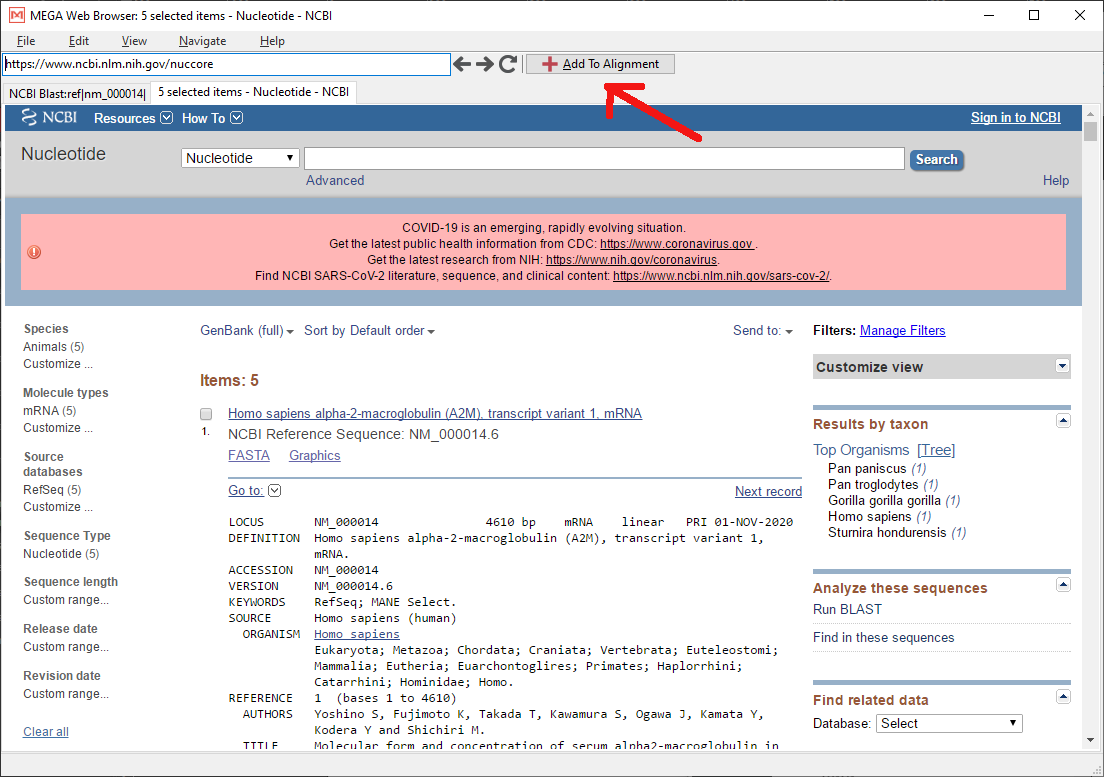 MEGA Web Browser: 5 selected items - Nucleotide - NCBI
File Edit View Navigate Help
https://www.ncbi.nlm.nih.gov/nuccore Add To Alignment
NCBI Blast:ref|nm_000014| 5 selected items - Nucleotide - NCBI
NCBI Resources How To Sign in to NCBI
Nucleotide Nucleotide Search
Advanced Help
COVID-19 is an emerging, rapidly evolving situation.
Get the latest public health information from CDC: https://www.coronavirus.gov .
Get the latest research from NIH: https://www.nih.gov/coronavirus.
Find NCBI SARS-CoV-2 literature, sequence, and clinical content: https://www.ncbi.nlm.nih.gov/sars-cov-2/.
Species
Animals (5)
Customize ...
Molecule types
mRNA (5)
Customize ...
Source
databases
RefSeq (5)
Customize ...
Sequence Type
Nucleotide (5)
Sequence length
Custom range...
Release date
Custom range...
Revision date
Custom range...
Clear all
GenBank (full) Sort by Default order Send to:
Items: 5
Homo sapiens alpha-2-macroglobulin (A2M), transcript variant 1, mRNA
1. NCBI Reference Sequence: NM_000014.6
FASTA Graphics
Go to: Next record
LOCUS NM_000014 4610 bp mRNA linear PRI 01-NOV-2020
DEFINITION Homo sapiens alpha-2-macroglobulin (A2M), transcript variant 1,
mRNA.
ACCESSION NM_000014
VERSION NM_000014.6
KEYWORDS RefSeq; MANE Select.
SOURCE Homo sapiens (human)
ORGANISM Homo sapiens
Eukaryota; Metazoa; Chordata; Craniata; Vertebrata; Euteleostomi;
Mammalia; Eutheria; Euarchontoglires; Primates; Haplorrhini;
Catarrhini; Hominidae; Homo.
REFERENCE 1 (bases 1 to 4610)
AUTHORS Yoshino S, Fujimoto K, Takada T, Kawamura S, Ogawa J, Kamata Y,
Kodera Y and Shichiri M.
TITLE Molecular form and concentration of serum alpha2-macroglobulin in
Filters: Manage Filters
Customize view
Results by taxon
Top Organisms [Tree]
Pan paniscus (1)
Pan troglodytes (1)
Gorilla gorilla gorilla (1)
Homo sapiens (1)
Sturnira hondurensis (1)
Analyze these sequences
Run BLAST
Find in these sequences
Find related data
Database: Select